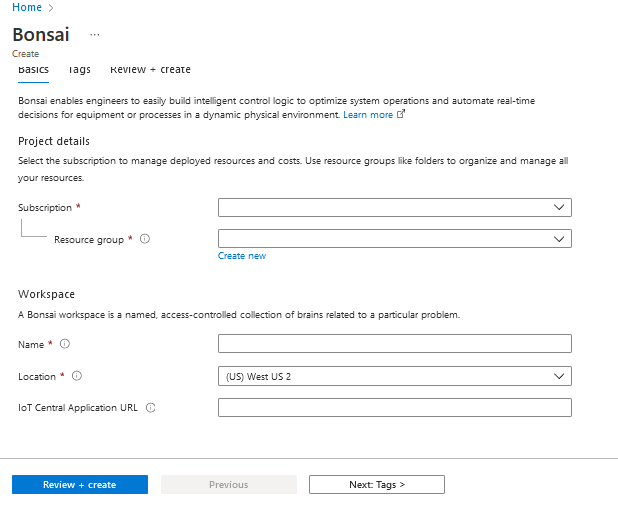 Home >
Bonsai ...
Create
Basics Tags Review + create
Bonsai enables engineers to easily build intelligent control logic to optimize system operations and automate real-time
decisions for equipment or processes in a dynamic physical environment. Learn more
Project details
Select the subscription to manage deployed resources and costs. Use resource groups like folders to organize and manage all
your resources.
Subscription *
Resource group *
Create new
Workspace
A Bonsai workspace is a named, access-controlled collection of brains related to a particular problem.
Name *
Location * (US) West US 2
IoT Central Application URL
Review + create Previous Next: Tags >